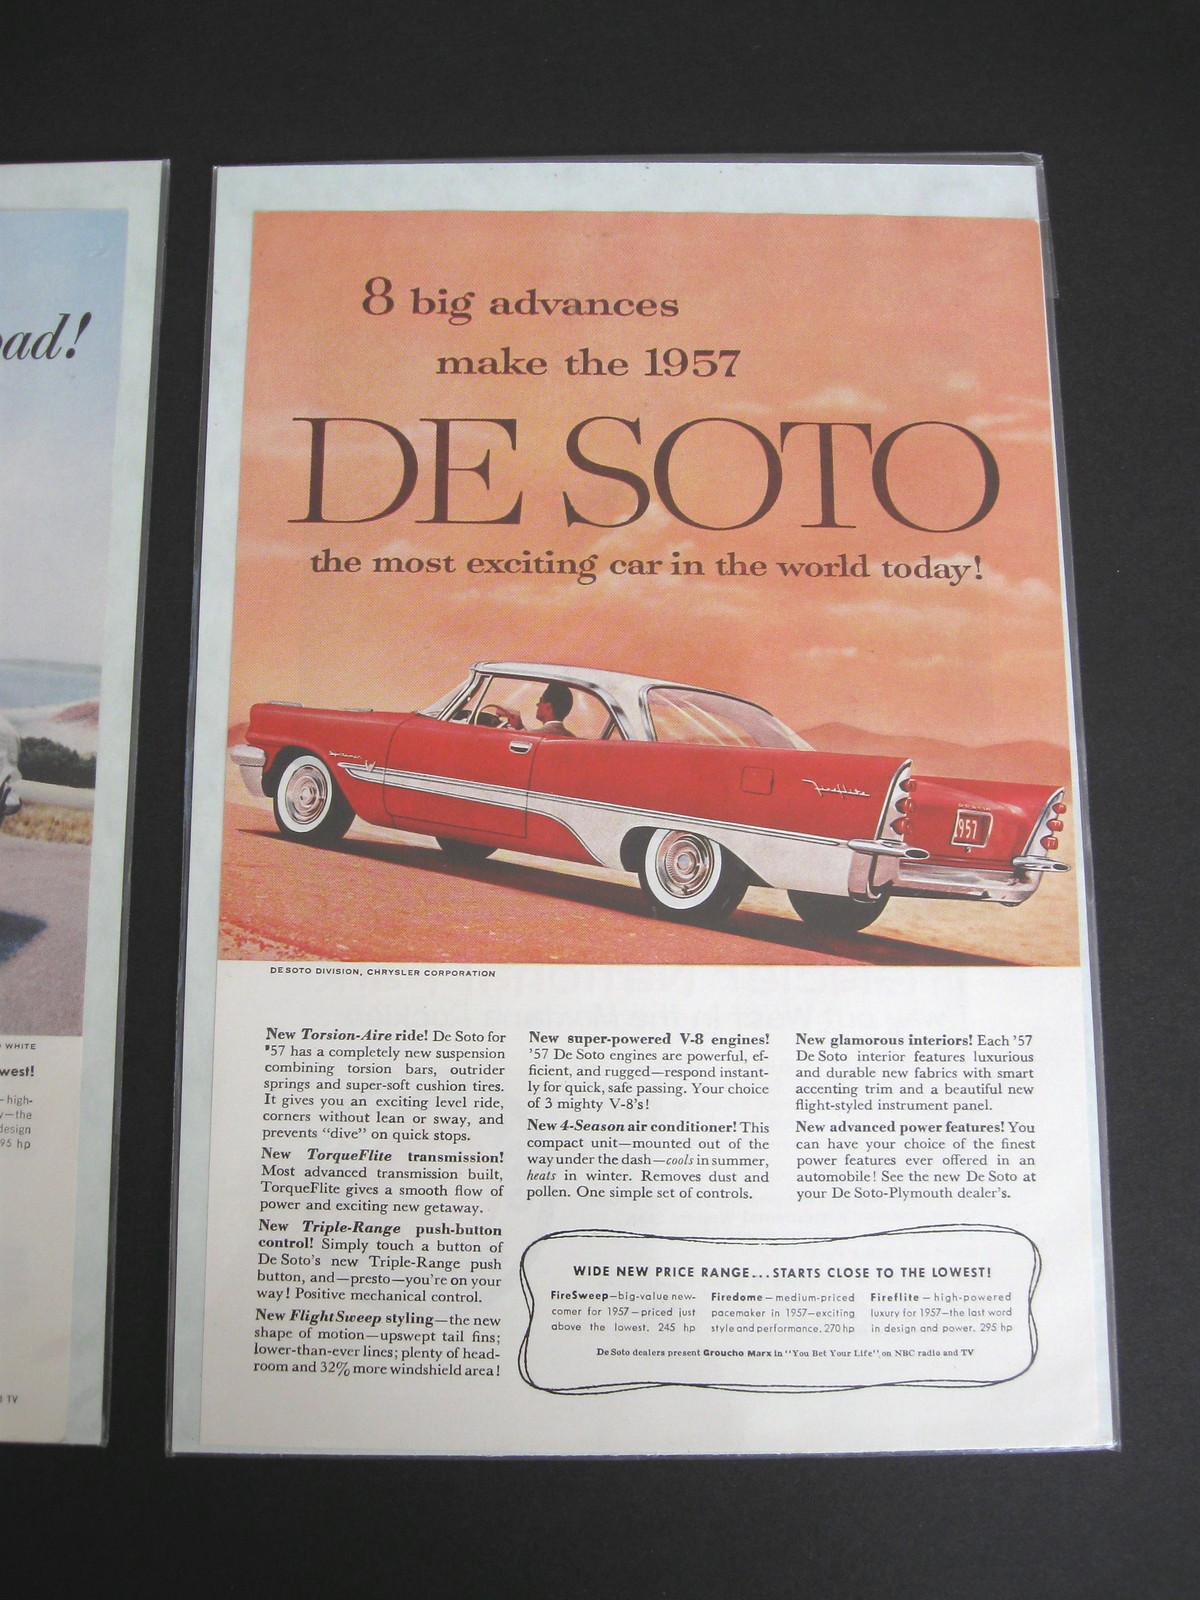 oad!
WHITE
west!
high-
y—the
design
95 hp
TV
8 big advances
make the 1957
DE SOTO
the most exciting car in the world today!
Fireflite
DE SOTO
1957
DE SOTO DIVISION, CHRYSLER CORPORATION
New Torsion-Aire ride! De Soto for
'57 has a completely new suspension
combining torsion bars, outrider
springs and super-soft cushion tires.
It gives you an exciting level ride,
corners without lean or sway, and
prevents "dive" on quick stops.
New TorqueFlite transmission!
Most advanced transmission built,
TorqueFlite gives a smooth flow of
power and exciting new getaway.
New Triple-Range push-button
control! Simply touch a button of
De Soto's new Triple-Range push
button, and—presto—you're on your
way! Positive mechanical control.
New Flight Sweep styling—the new
shape of motion—upswept tail fins;
lower-than-ever lines; plenty of head-
room and 32% more windshield area!
New super-powered V-8 engines!
'57 De Soto engines are powerful, ef-
ficient, and rugged—respond instant-
ly for quick, safe passing. Your choice
of 3 mighty V-8's!
New 4-Season air conditioner! This
compact unit—mounted out of the
way under the dash—cools in summer,
heats in winter. Removes dust and
pollen. One simple set of controls.
New glamorous interiors! Each '57
De Soto interior features luxurious
and durable new fabrics with smart
accenting trim and a beautiful new
flight-styled instrument panel.
New advanced power features! You
can have your choice of the finest
power features ever offered in an
automobile! See the new De Soto at
your De Soto-Plymouth dealer's.
WIDE NEW PRICE RANGE...STARTS CLOSE TO THE LOWEST!
FireSweep—big-value new-
comer for 1957—priced just
above the lowest. 245 hp
Firedome—medium-priced
pacemaker in 1957—exciting
style and performance. 270 hp
Fireflite—high-powered
luxury for 1957—the last word
in design and power. 295 hp
De Soto dealers present Groucho Marx in "You Bet Your Life" on NBC radio and TV